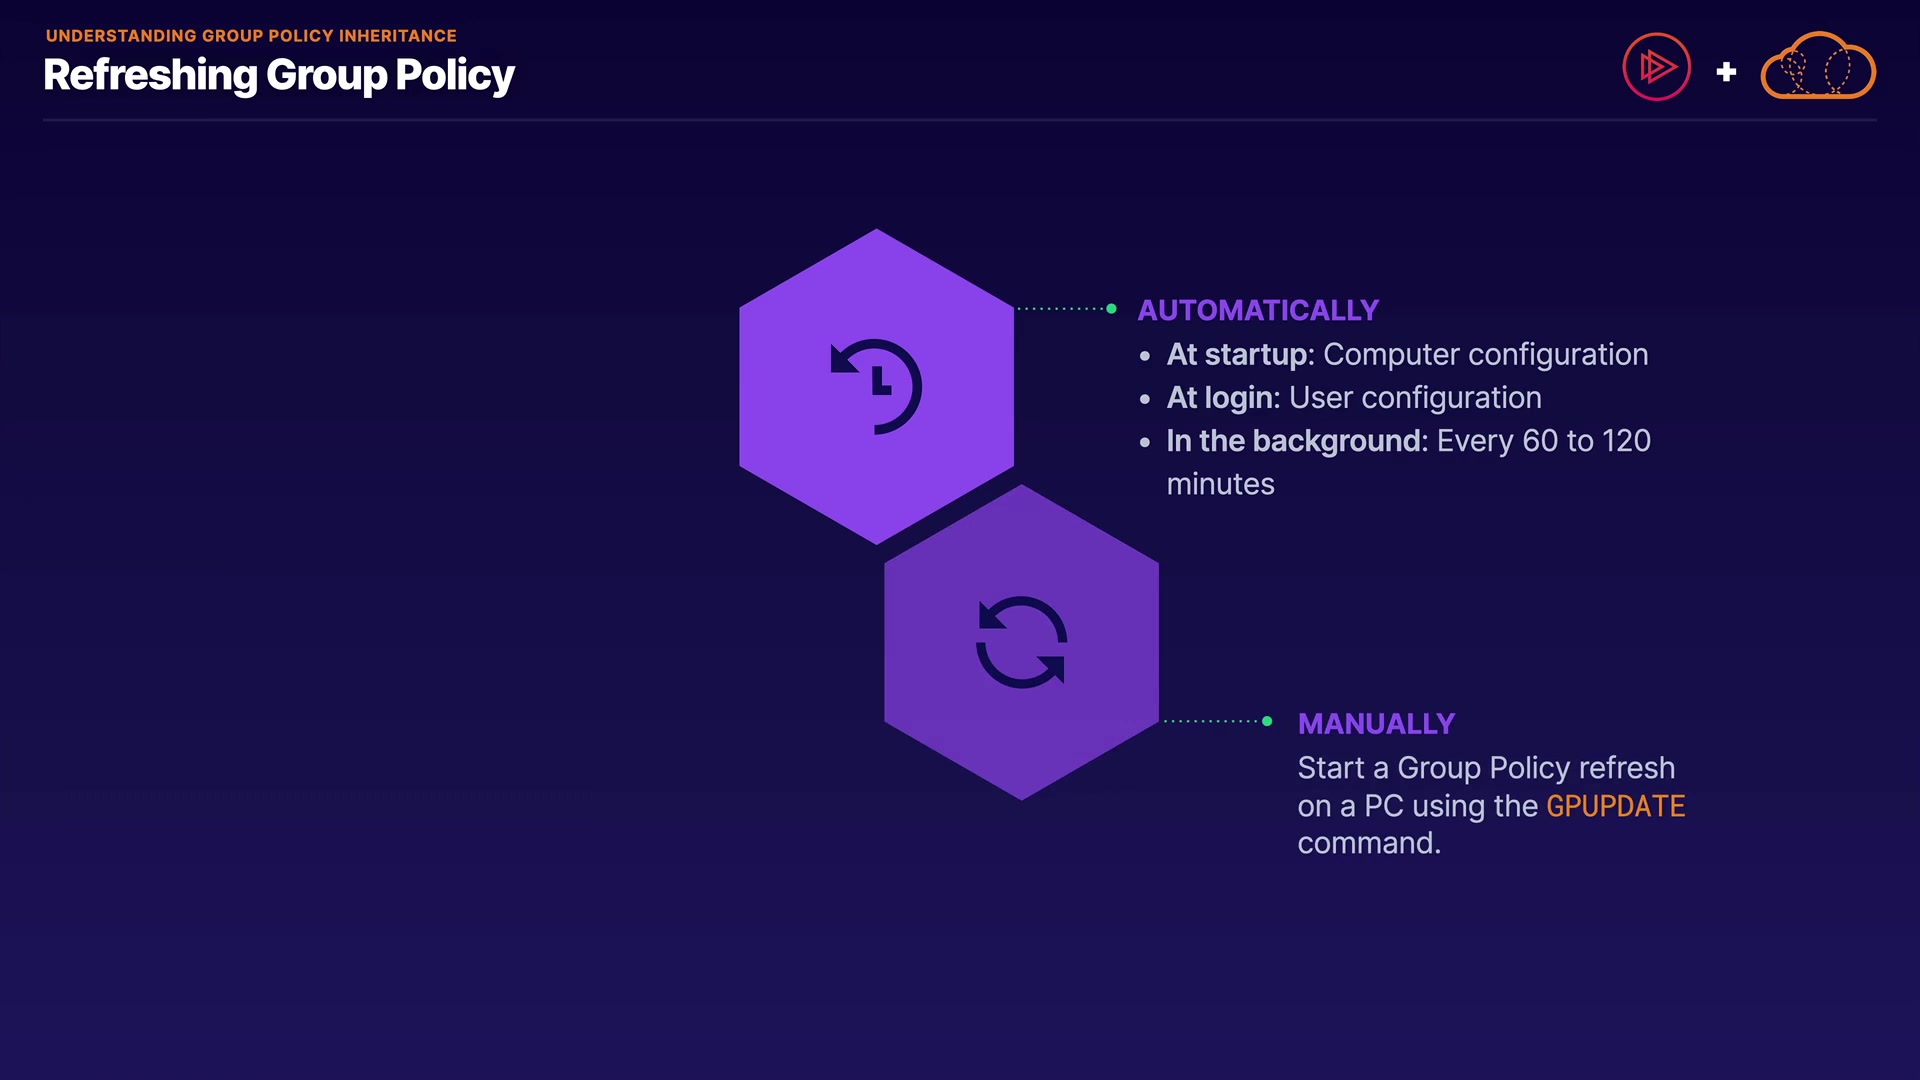 UNDERSTANDING GROUP POLICY INHERITANCE
Refreshing Group Policy
AUTOMATICALLY
• At startup: Computer configuration
• At login: User configuration
• In the background: Every 60 to 120
minutes
MANUALLY
Start a Group Policy refresh
on a PC using the GPUPDATE
command.